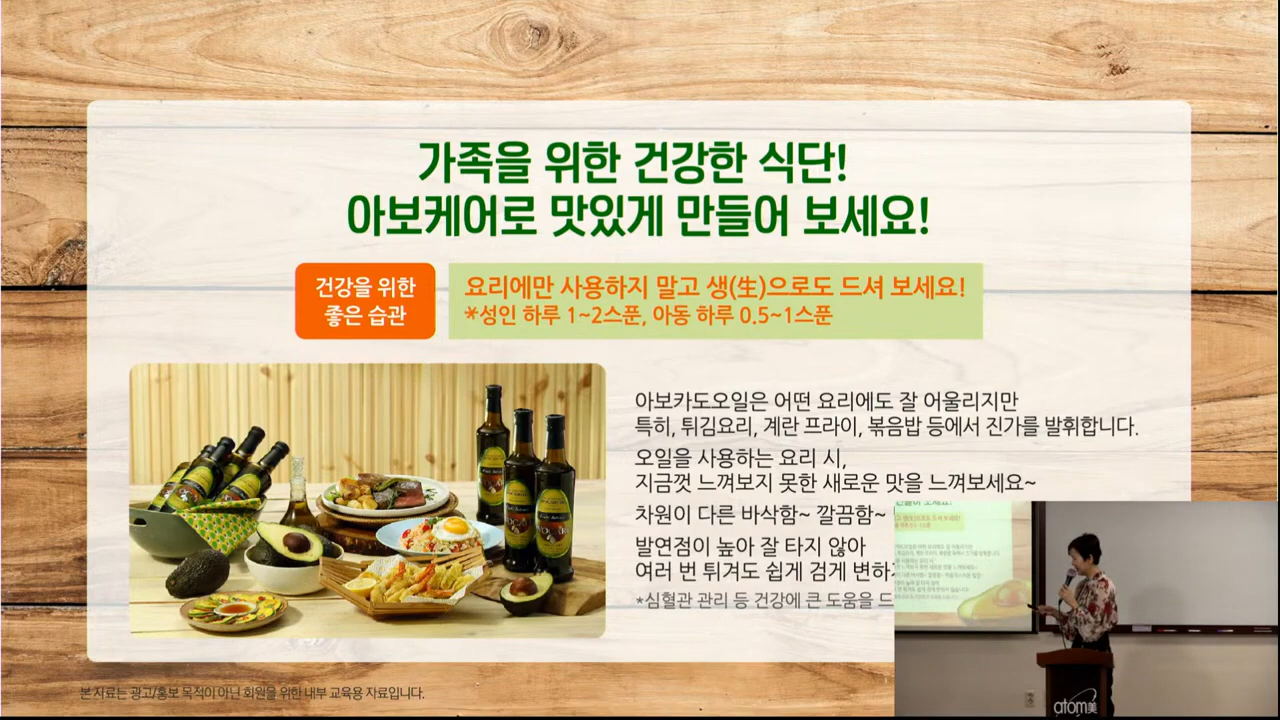 가족을 위한 건강한 식단!
아보케어로 맛있게 만들어 보세요!
건강을 위한
좋은 습관
요리에만 사용하지 말고 생(生)으로도 드셔 보세요!
*성인 하루 1~2스푼, 아동 하루 0.5~1스푼
아보카도오일은 어떤 요리에도 잘 어울리지만
특히, 튀김요리, 계란 프라이, 볶음밥 등에서 진가를 발휘합니다.
오일을 사용하는 요리 시,
지금껏 느껴보지 못한 새로운 맛을 느껴보세요~
차원이 다른 바삭함~ 깔끔함~
발연점이 높아 잘 타지 않아
여러 번 튀겨도 쉽게 검게
*심혈관 관리 등 건강에 큰 도움을
본 자료는 광고/홍보 목적이 아닌 회원을 위한 내부 교육용 자료입니다.
atom美